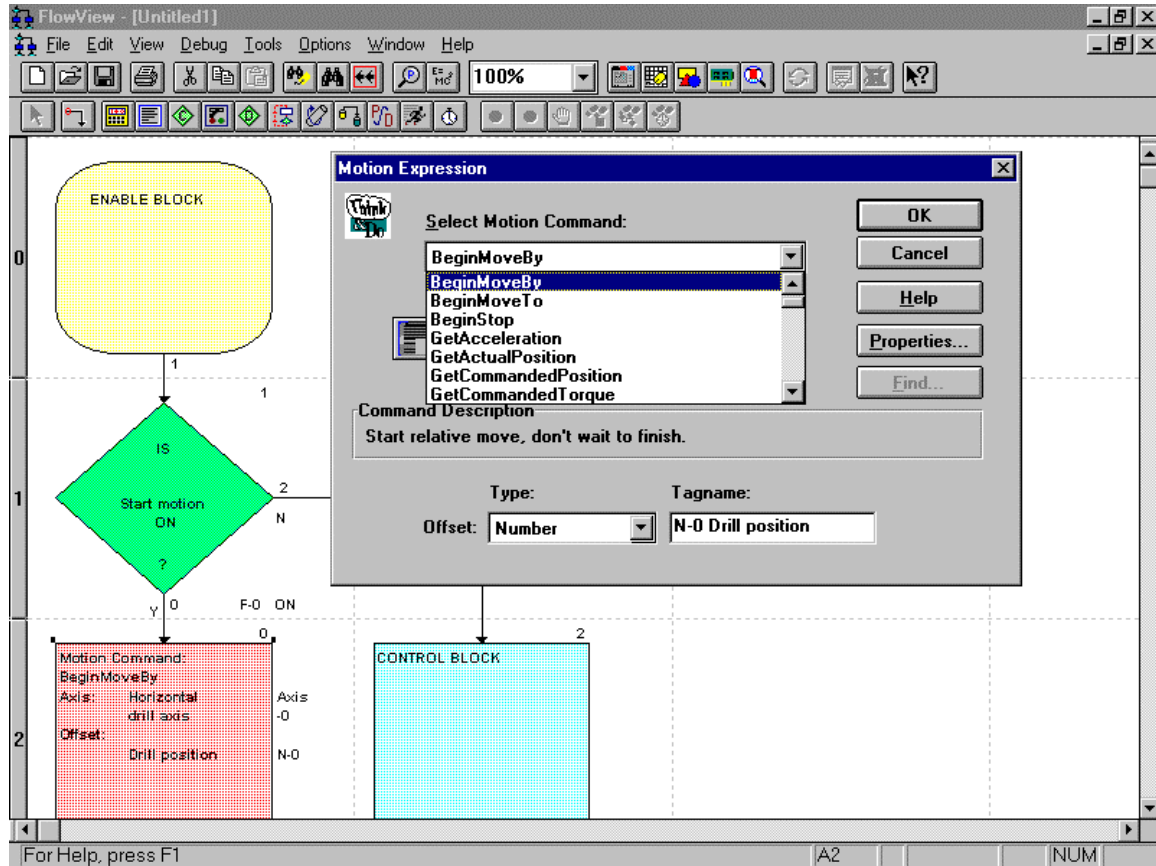 FlowView - [Untitled1]
File Edit View Debug Tools Options Window Help
100%
ENABLE BLOCK
0
1
1
IS
Start motion
ON
?
2
N
1
Y
0
F-0 ON
0
Motion Command:
BeginMoveBy
Axis: Horizontal Axis
drill axis -0
Offset:
Drill position N-0
2
2
CONTROL BLOCK
Motion Expression
Think
& Do
Select Motion Command:
BeginMoveBy
BeginMoveBy
BeginMoveTo
BeginStop
GetAcceleration
GetActualPosition
GetCommandedPosition
GetCommandedTorque
OK
Cancel
Help
Properties...
Find...
Command Description
Start relative move, don't wait to finish.
Type: Tagname:
Offset: Number N-0 Drill position
For Help, press F1
A2
NUM